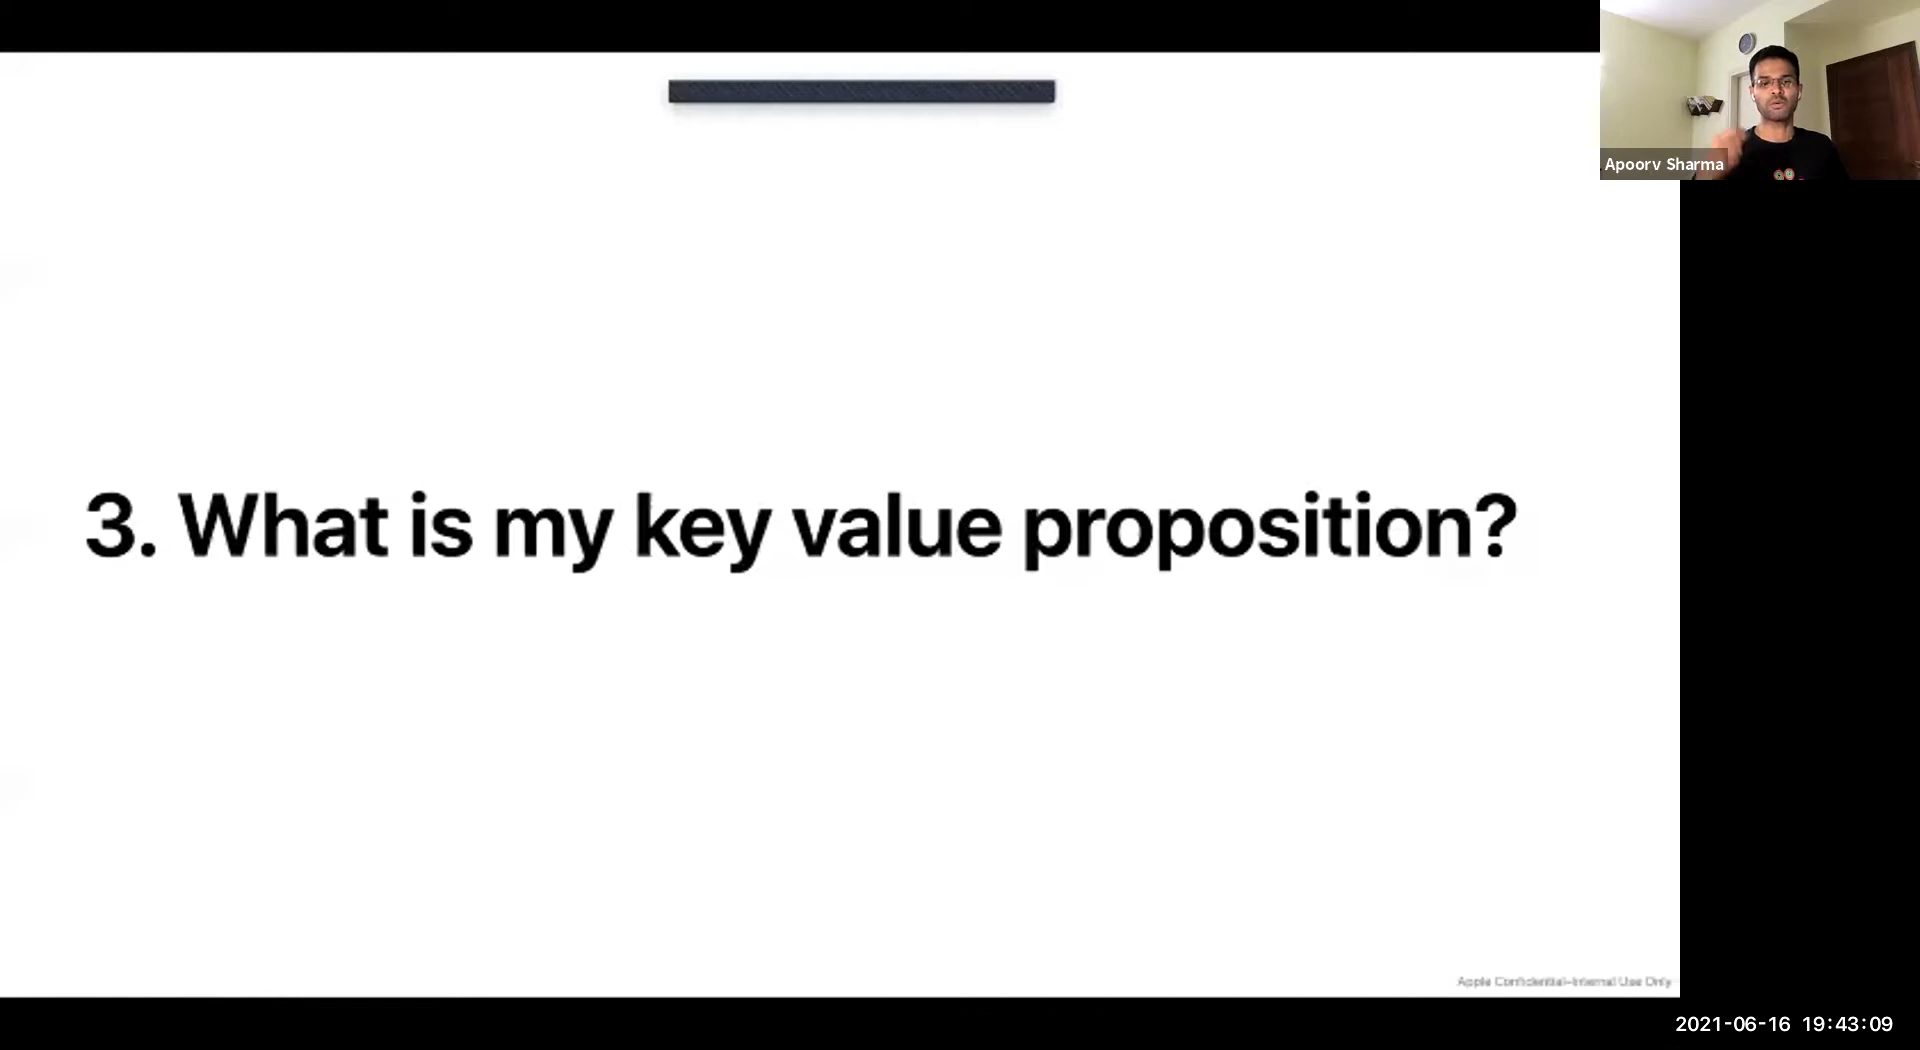 Apoorv Sharma
3. What is my key value proposition?
Apple Confidential–Internal Use Only
2021-06-16 19:43:09